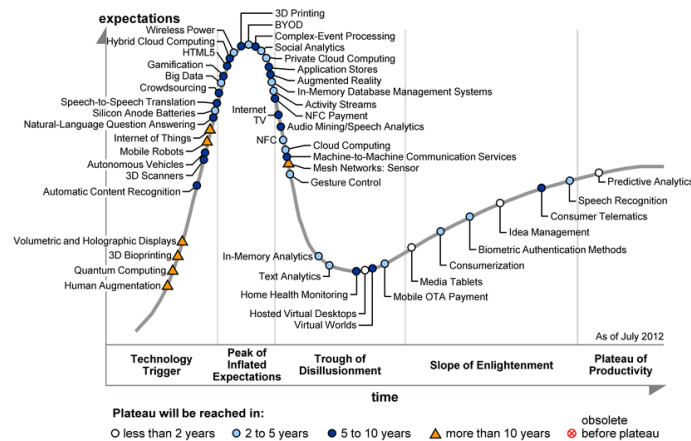 expectations
Wireless Power
Hybrid Cloud Computing
HTML5
Gamification
Big Data
Crowdsourcing
Speech-to-Speech Translation
Silicon Anode Batteries
Natural-Language Question Answering
Internet of Things
Mobile Robots
Autonomous Vehicles
3D Scanners
Automatic Content Recognition
Volumetric and Holographic Displays
3D Bioprinting
Quantum Computing
Human Augmentation
3D Printing
BYOD
Complex-Event Processing
Social Analytics
Private Cloud Computing
Application Stores
Augmented Reality
In-Memory Database Management Systems
Activity Streams
NFC Payment
Internet
TV
Audio Mining/Speech Analytics
NFC
Cloud Computing
Machine-to-Machine Communication Services
Mesh Networks: Sensor
Gesture Control
In-Memory Analytics
Text Analytics
Home Health Monitoring
Hosted Virtual Desktops
Virtual Worlds
Mobile OTA Payment
Media Tablets
Consumerization
Biometric Authentication Methods
Idea Management
Consumer Telematics
Speech Recognition
Predictive Analytics
As of July 2012
Technology
Trigger
Peak of
Inflated
Expectations
Trough of
Disillusionment
Slope of Enlightenment
Plateau of
Productivity
time
Plateau will be reached in:
less than 2 years
2 to 5 years
5 to 10 years
more than 10 years
obsolete
before plateau